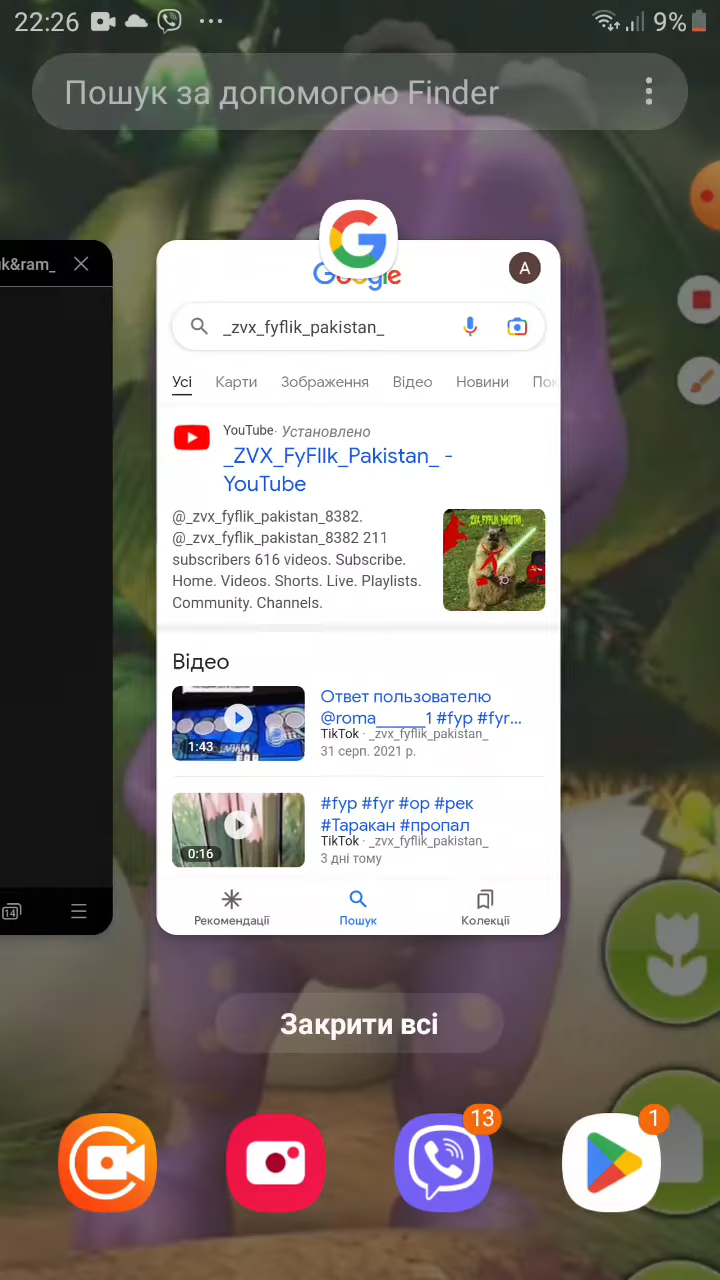 22:26
9%
Пошук за допомогою Finder
k&ram_
Google
A
_zvx_fyflik_pakistan_
Усі Карти Зображення Відео Новини Пок
YouTube· Установлено
_ZVX_FyFlIk_Pakistan_ -
YouTube
@_zvx_fyflik_pakistan_8382.
@_zvx_fyflik_pakistan_8382 211
subscribers 616 videos. Subscribe.
Home. Videos. Shorts. Live. Playlists.
Community. Channels.
Відео
1:43
Ответ пользователю
@roma______1 #fyp #fyr...
TikTok · _zvx_fyflik_pakistan_
31 серп. 2021 р.
0:16
#fyp #fyr #op #рек
#Таракан #пропал
TikTok · _zvx_fyflik_pakistan_
3 дні тому
14
Рекомендації Пошук Колекції
Закрити всі
13
1